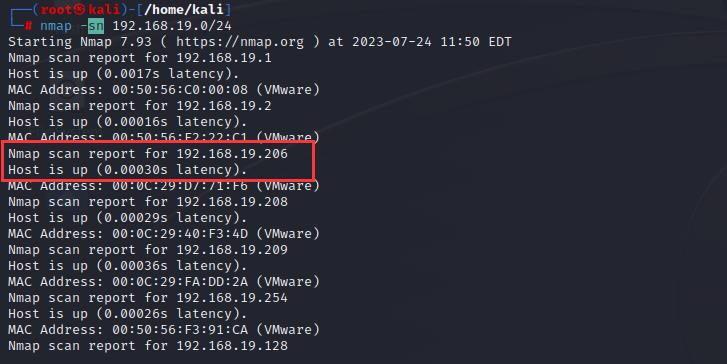 ┌──(root㉿kali)-[/home/kali]
└─# nmap -sn 192.168.19.0/24
Starting Nmap 7.93 ( https://nmap.org ) at 2023-07-24 11:50 EDT
Nmap scan report for 192.168.19.1
Host is up (0.0017s latency).
MAC Address: 00:50:56:C0:00:08 (VMware)
Nmap scan report for 192.168.19.2
Host is up (0.00016s latency).
MAC Address: 00:50:56:F2:22:C1 (VMware)
Nmap scan report for 192.168.19.206
Host is up (0.00030s latency).
MAC Address: 00:0C:29:D7:71:F6 (VMware)
Nmap scan report for 192.168.19.208
Host is up (0.00029s latency).
MAC Address: 00:0C:29:40:F3:4D (VMware)
Nmap scan report for 192.168.19.209
Host is up (0.00036s latency).
MAC Address: 00:0C:29:FA:DD:2A (VMware)
Nmap scan report for 192.168.19.254
Host is up (0.00026s latency).
MAC Address: 00:50:56:F3:91:CA (VMware)
Nmap scan report for 192.168.19.128